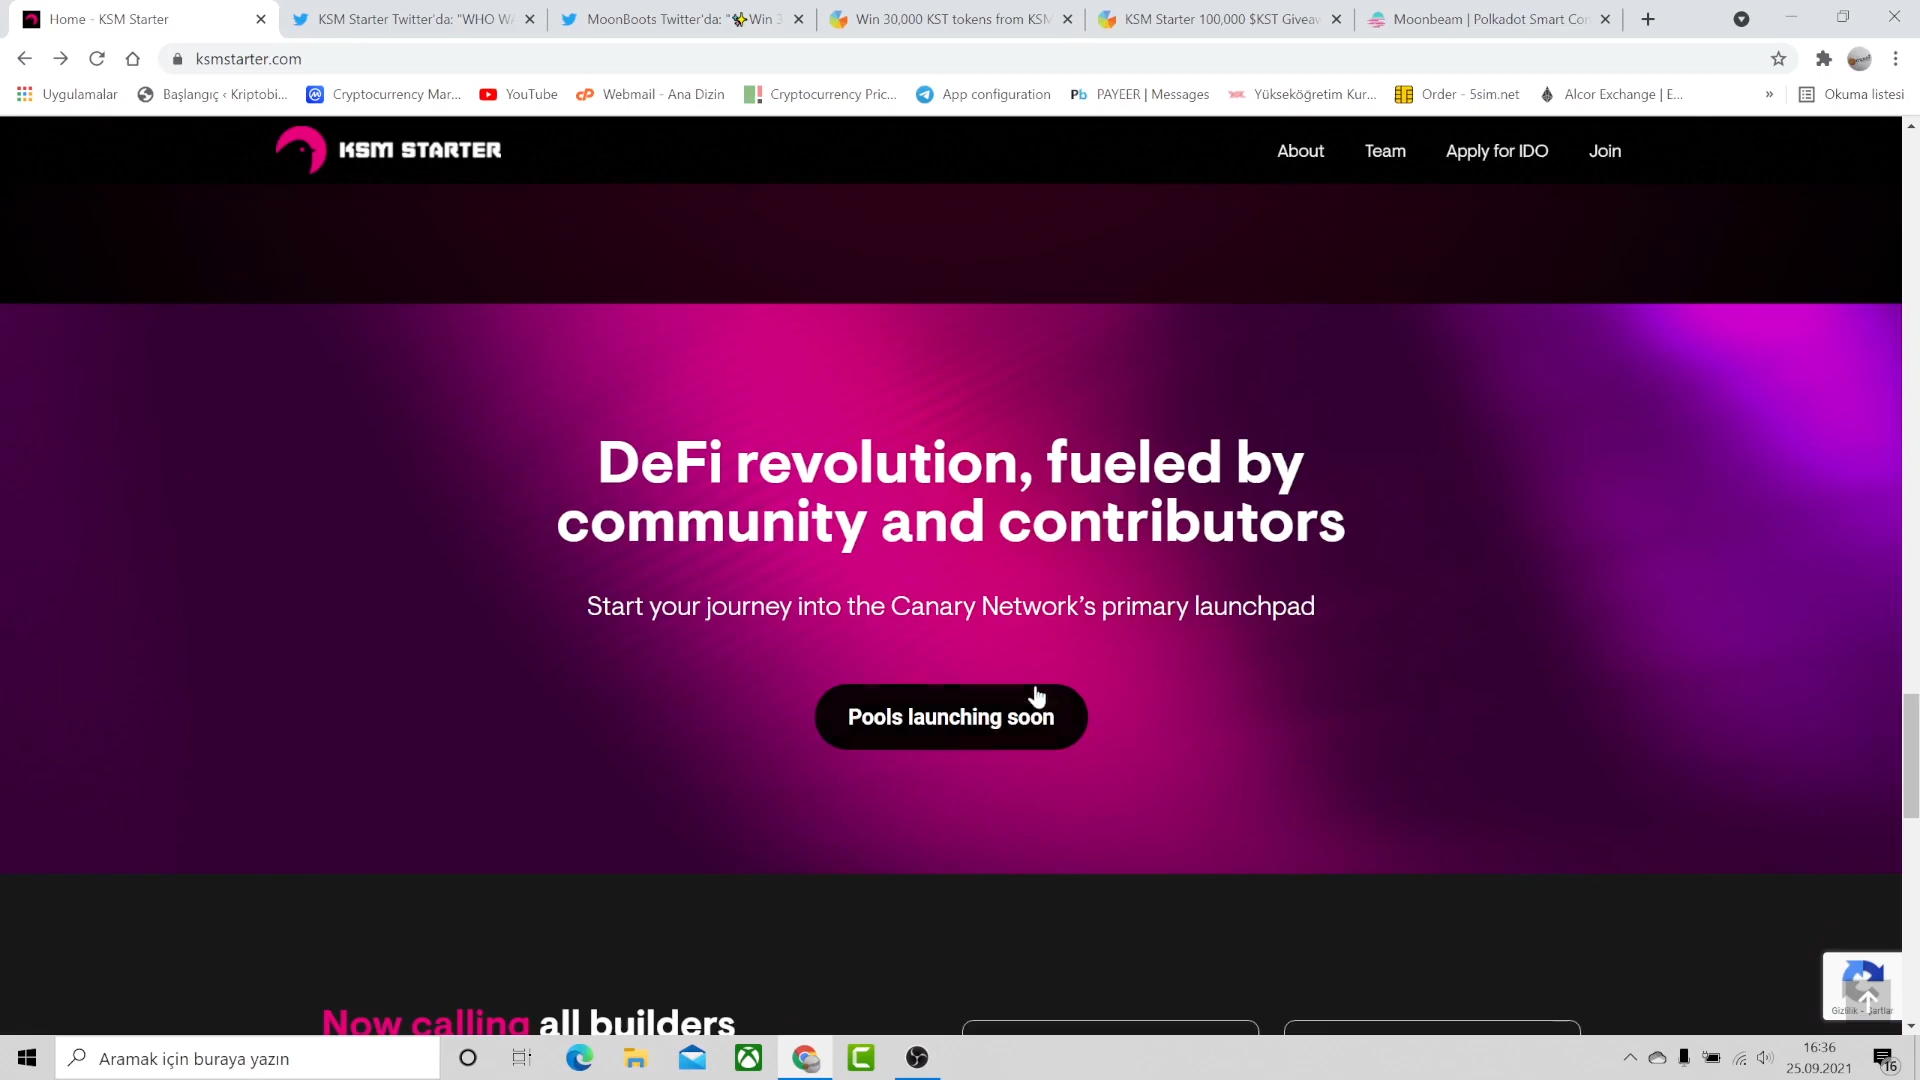 Home - KSM Starter
KSM Starter Twitter'da: "WHO WA
MoonBoots Twitter'da: "✨Win 3
Win 30,000 KST tokens from KSM
KSM Starter 100,000 $KST Giveaw
Moonbeam | Polkadot Smart Con
ksmstarter.com
Uygulamalar
Başlangıç ‹ Kriptobi...
Cryptocurrency Mar...
YouTube
Webmail - Ana Dizin
Cryptocurrency Pric...
App configuration
Pb PAYEER | Messages
Yükseköğretim Kur...
Order - 5sim.net
Alcor Exchange | E...
»
Okuma listesi
KSM STARTER
About
Team
Apply for IDO
Join
DeFi revolution, fueled by
community and contributors
Start your journey into the Canary Network's primary launchpad
Pools launching soon
Now calling all builders
Gizlilik - Şartlar
Aramak için buraya yazın
16:36
25.09.2021
16